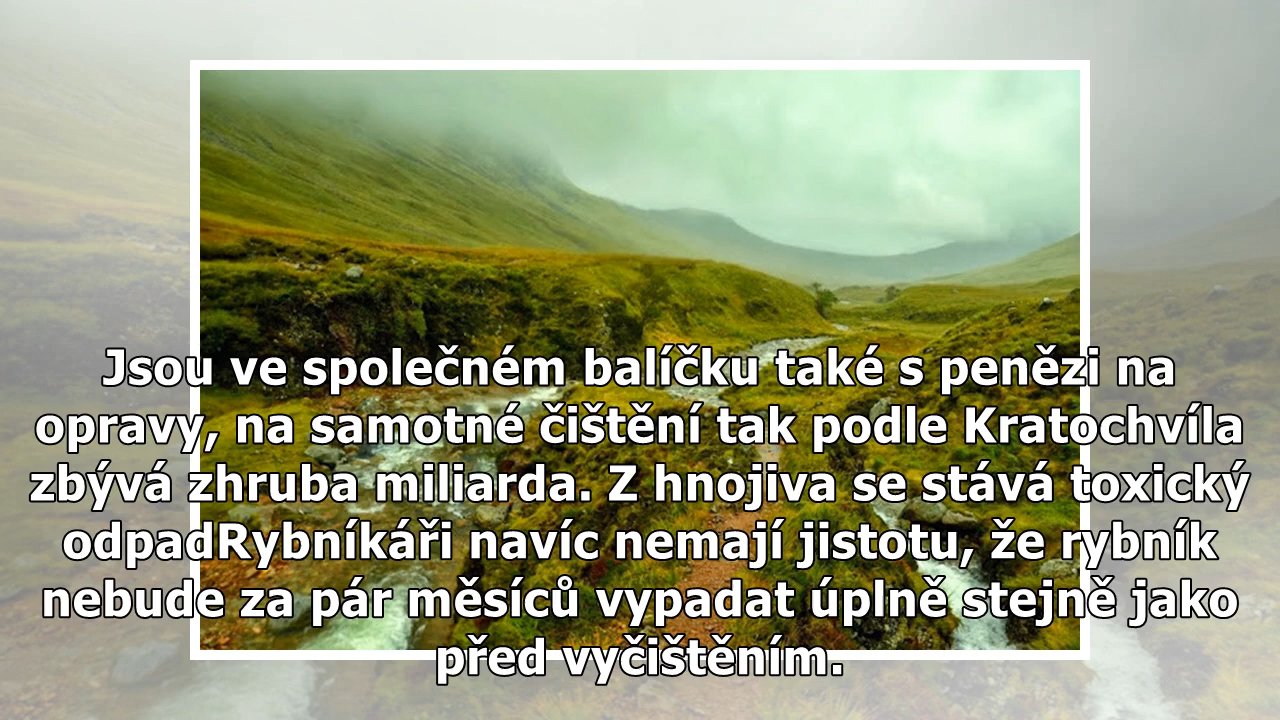 Jsou ve společném balíčku také s penězi na
opravy, na samotné čištění tak podle Kratochvíla
zbývá zhruba miliarda. Z hnojiva se stává toxický
odpadRybníkáři navíc nemají jistotu, že rybník
nebude za pár měsíců vypadat úplně stejně jako
před vyčištěním.